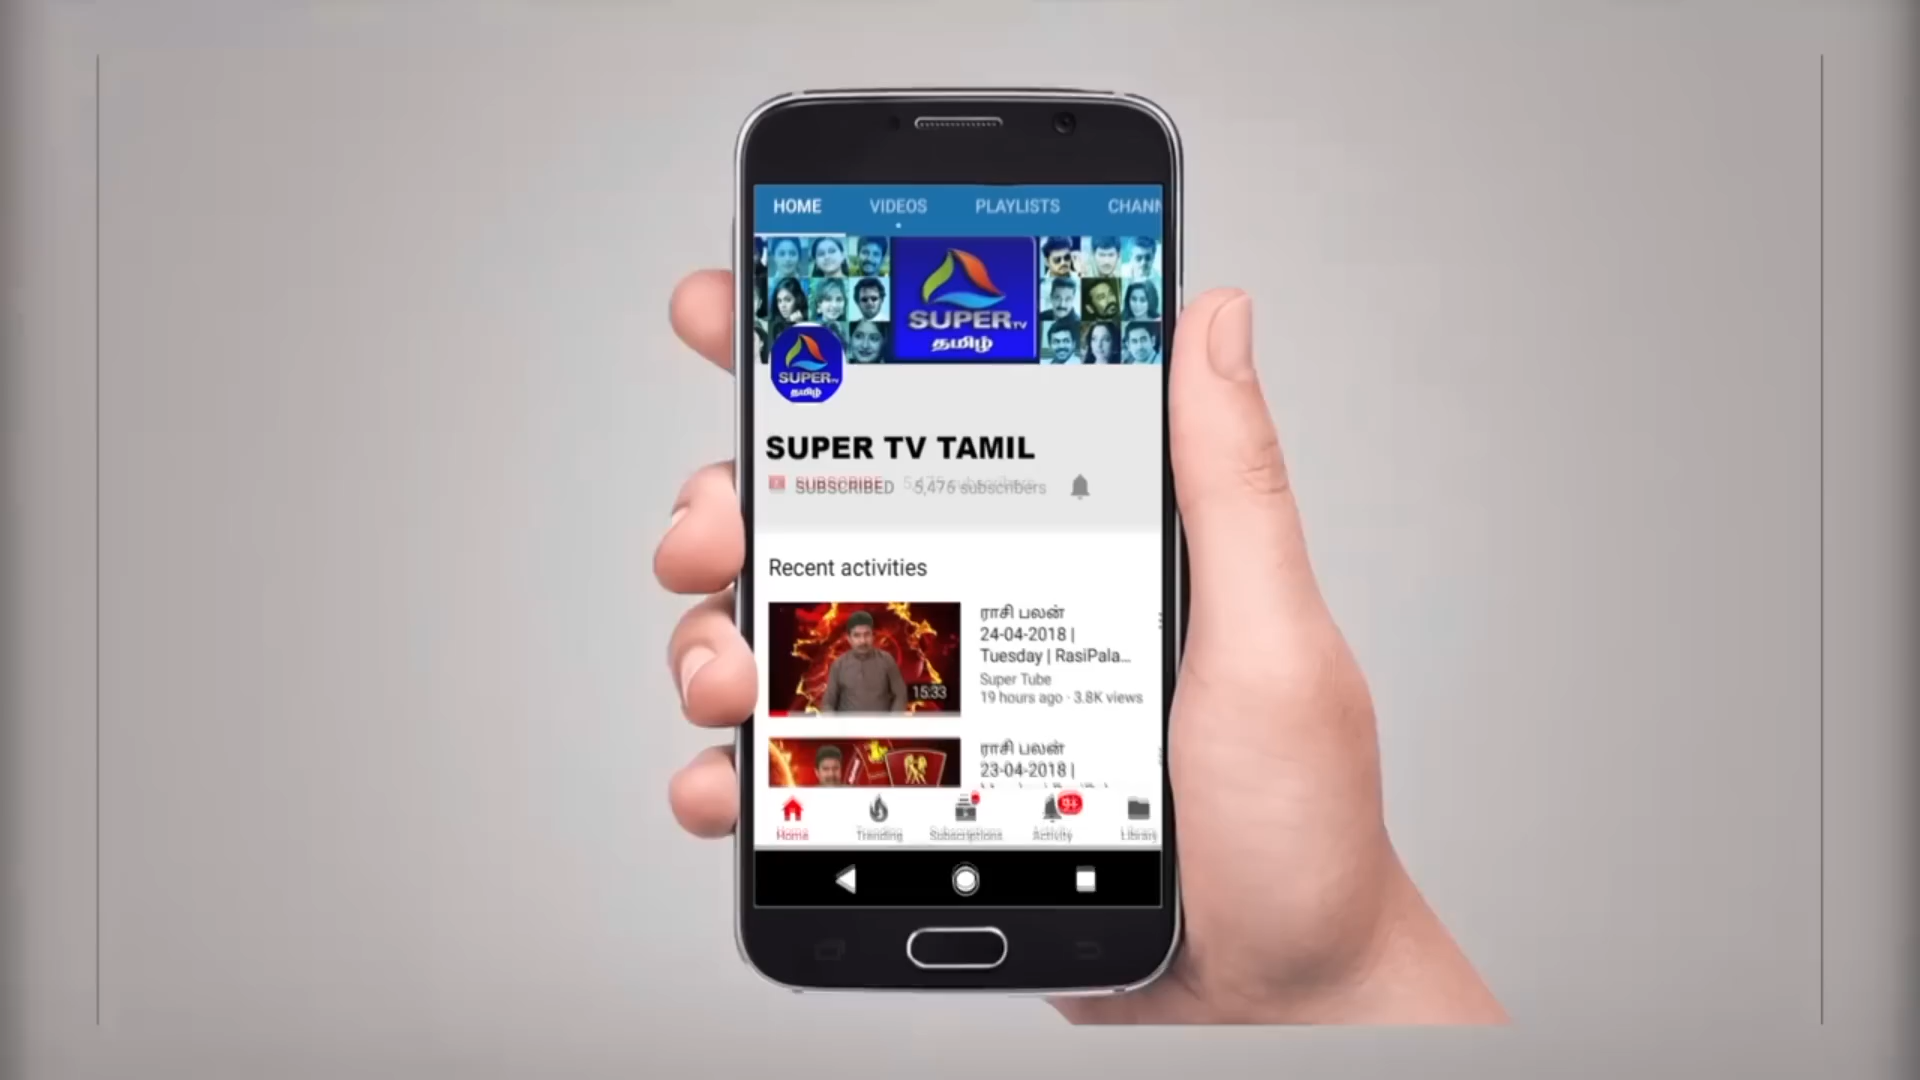 HOME VIDEOS PLAYLISTS CHANN
SUPER TV
தமிழ்
SUPER TV
தமிழ்
SUPER TV TAMIL
SUBSCRIBED 5,476 subscribers
Recent activities
ராசி பலன்
24-04-2018 |
Tuesday | RasiPala...
Super Tube
19 hours ago · 3.8K views
15:33
ராசி பலன்
23-04-2018 |
9+
Home Trending Subscriptions Activity Library